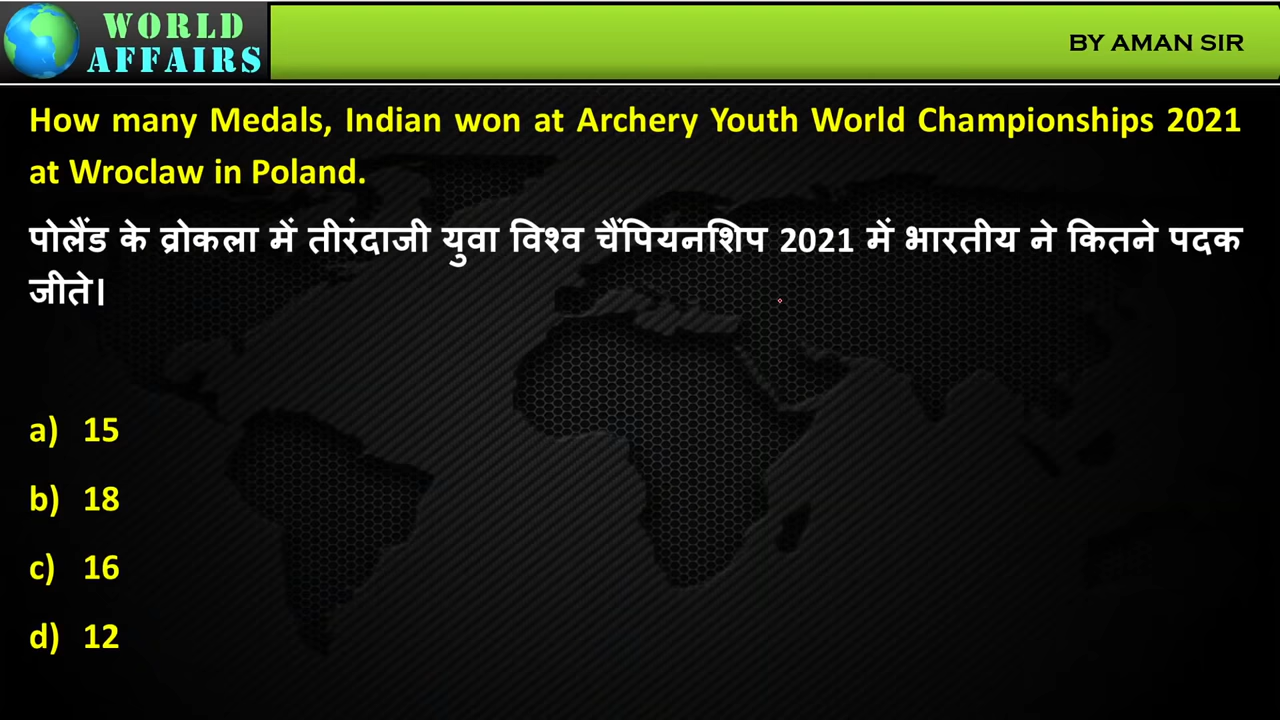 WORLD
AFFAIRS
BY AMAN SIR
How many Medals, Indian won at Archery Youth World Championships 2021
at Wroclaw in Poland.
पोलैंड के व्रोकला में तीरंदाजी युवा विश्व चैंपियनशिप 2021 में भारतीय ने कितने पदक
जीते।
a) 15
b) 18
c) 16
d) 12